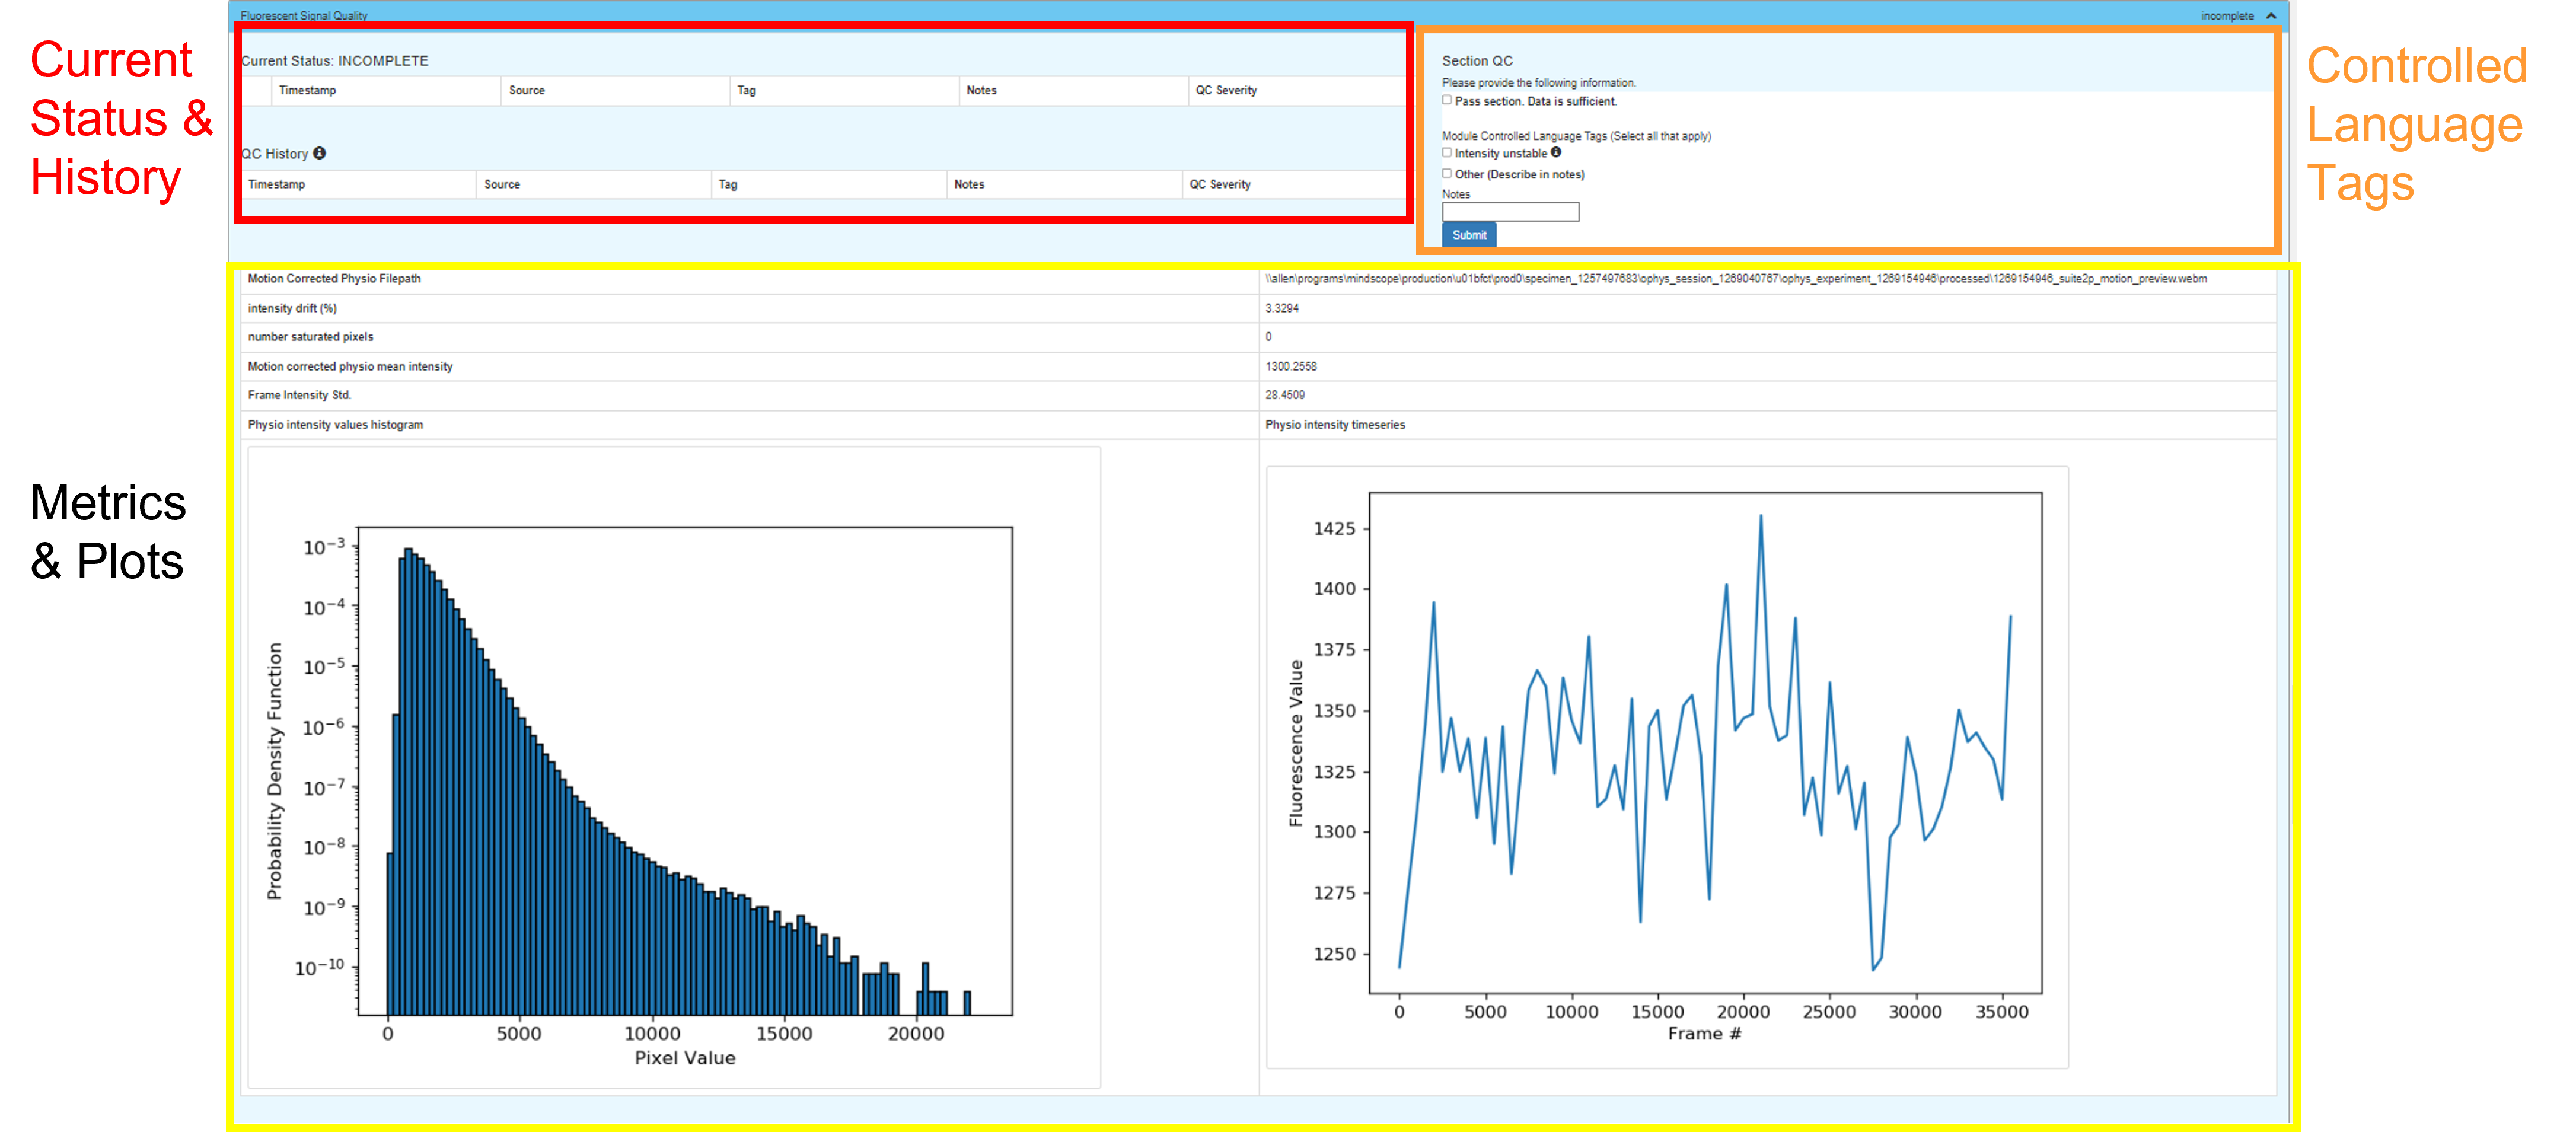 Fluorescent Signal Quality
incomplete
Current
Status &
History
Current Status: INCOMPLETE
Timestamp Source Tag Notes QC Severity
QC History
Timestamp Source Tag Notes QC Severity
Section QC
Please provide the following information.
Pass section. Data is sufficient.
Module Controlled Language Tags (Select all that apply)
Intensity unstable
Other (Describe in notes)
Notes
Submit
Controlled
Language
Tags
Metrics
& Plots
Motion Corrected Physio Filepath \\allen\programs\mindscope\production\u01bfct\prod0\specimen_1257497683\ophys_session_1269040767\ophys_experiment_1269154946\processed\1269154946_suite2p_motion_preview.webm
intensity drift (%) 3.3294
number saturated pixels 0
Motion corrected physio mean intensity 1300.2558
Frame Intensity Std. 28.4509
Physio intensity values histogram Physio intensity timeseries
Probability Density Function
10⁻³
10⁻⁴
10⁻⁵
10⁻⁶
10⁻⁷
10⁻⁸
10⁻⁹
10⁻¹⁰
0 5000 10000 15000 20000
Pixel Value
Fluorescence Value
1425
1400
1375
1350
1325
1300
1275
1250
0 5000 10000 15000 20000 25000 30000 35000
Frame #